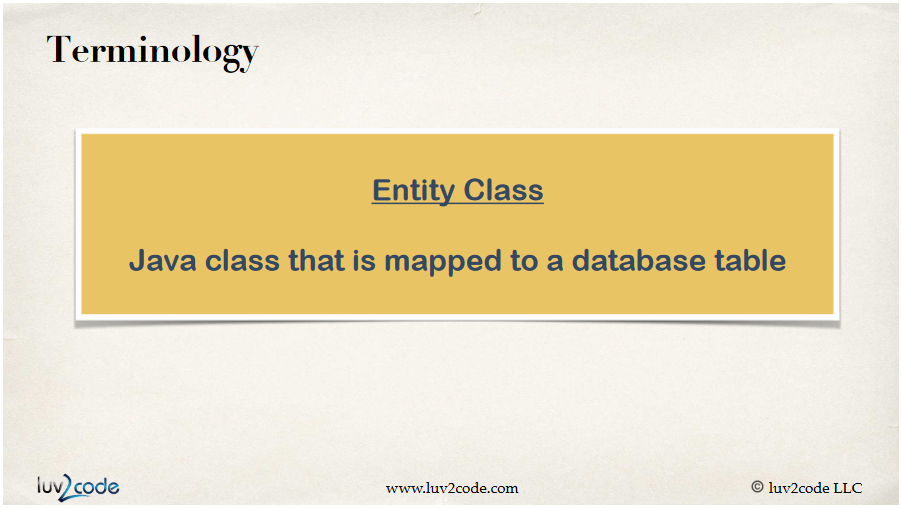 Terminology
Entity Class
Java class that is mapped to a database table
luv2code
www.luv2code.com
© luv2code LLC